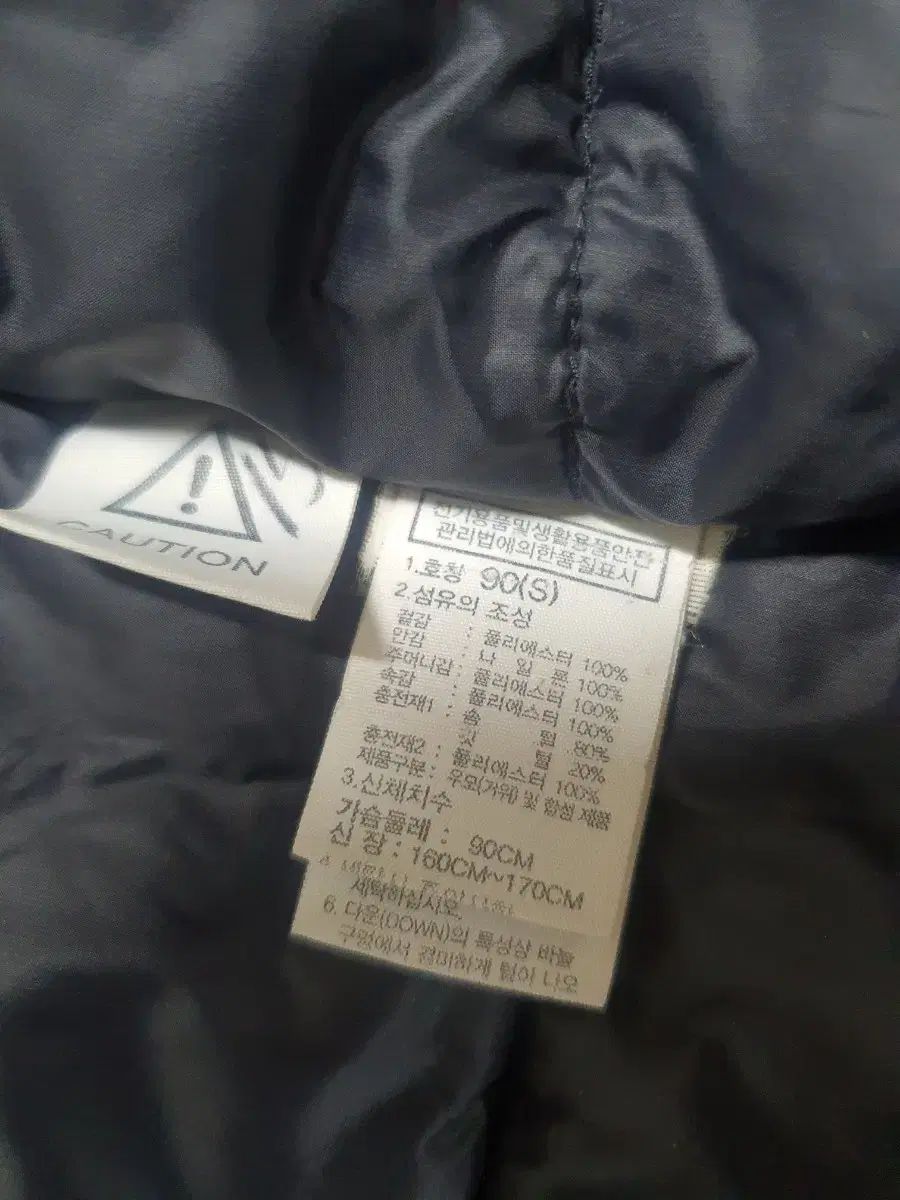 CAUTION
전기용품및생활용품안전
관리법에의한품질표시
1.호칭 90(S)
2.섬유의 조성
겉감 : 폴리에스터 100%
안감 : 나 일 론 100%
주머니감 : 폴리에스터 100%
속감 : 폴리에스터 100%
충전재1 : 솜 털 80%
깃 털 20%
충전재2 : 폴리에스터 100%
제품구분: 우모(거위) 및 합성 제품
3.신체치수
가슴둘레 : 90CM
신 장 : 160CM~170CM
세탁하십시오.
6. 다운(DOWN)의 특성상 바늘
구멍에서 경미하게 털이 나오